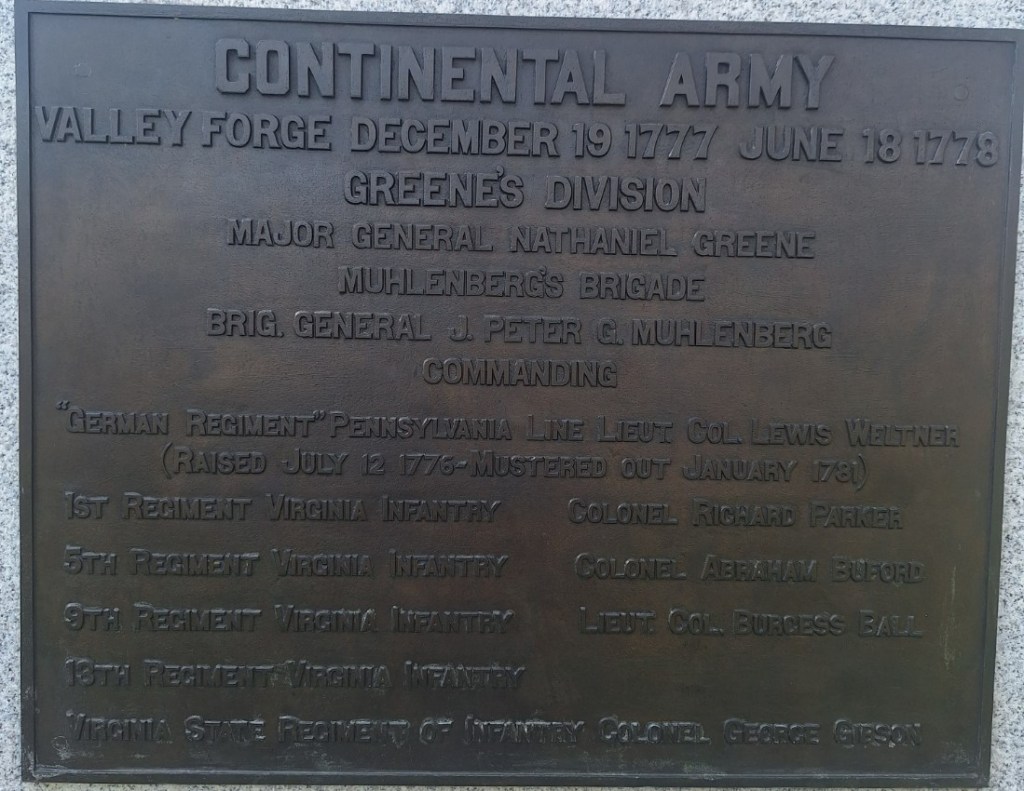 CONTINENTAL ARMY
VALLEY FORGE DECEMBER 19 1777 JUNE 18 1778
GREENE'S DIVISION
MAJOR GENERAL NATHANIEL GREENE
MUHLENBERG'S BRIGADE
BRIG. GENERAL J. PETER G. MUHLENBERG
COMMANDING
"GERMAN REGIMENT" PENNSYLVANIA LINE LIEUT. COL. LEWIS WELTNER
(RAISED JULY 12 1776-MUSTERED OUT JANUARY 1781)
1ST REGIMENT VIRGINIA INFANTRY COLONEL RICHARD PARKER
5TH REGIMENT VIRGINIA INFANTRY COLONEL ABRAHAM BUFORD
9TH REGIMENT VIRGINIA INFANTRY LIEUT. COL. BURGESS BALL
13TH REGIMENT VIRGINIA INFANTRY
VIRGINIA STATE REGIMENT OF INFANTRY COLONEL GEORGE GIBSON